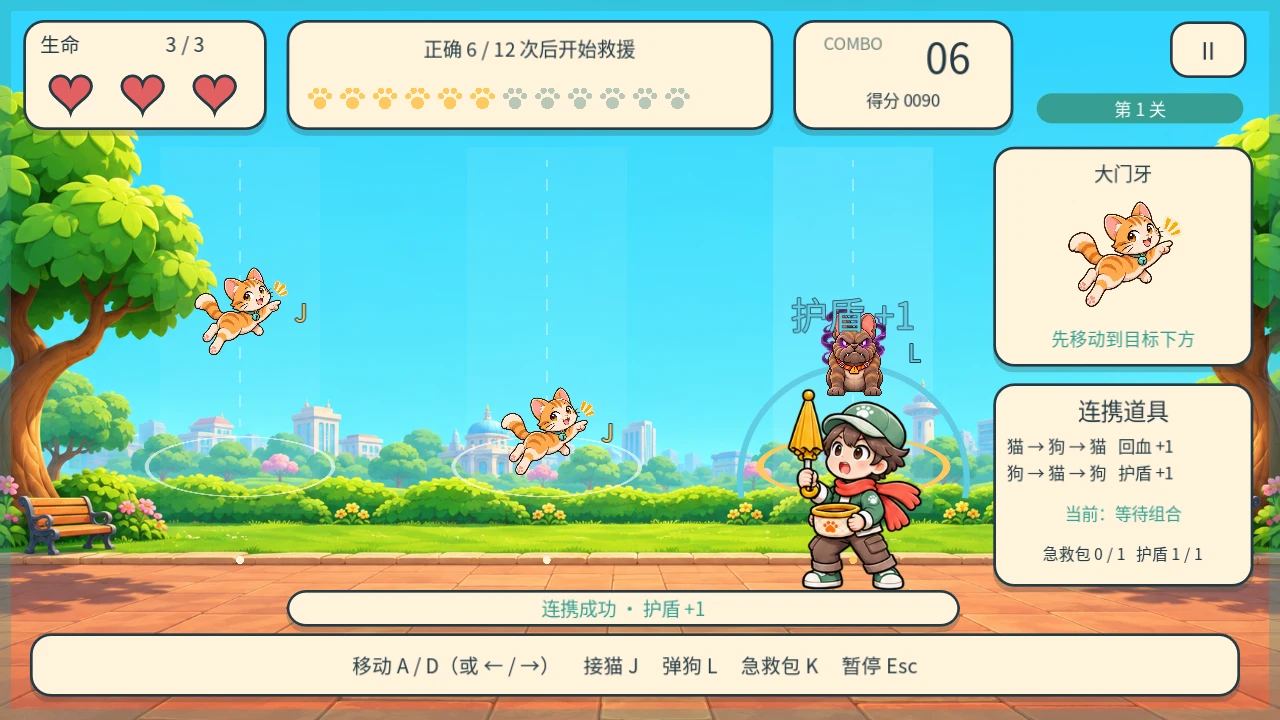 生命 3 / 3
正确 6 / 12 次后开始救援
COMBO 06
得分 0090
II
第 1 关
大门牙
先移动到目标下方
护盾 +1
J
J
L
连携道具
猫 → 狗 → 猫 回血 +1
狗 → 猫 → 狗 护盾 +1
当前：等待组合
急救包 0 / 1 护盾 1 / 1
连携成功 · 护盾 +1
移动 A / D（或 ← / →） 接猫 J 弹狗 L 急救包 K 暂停 Esc